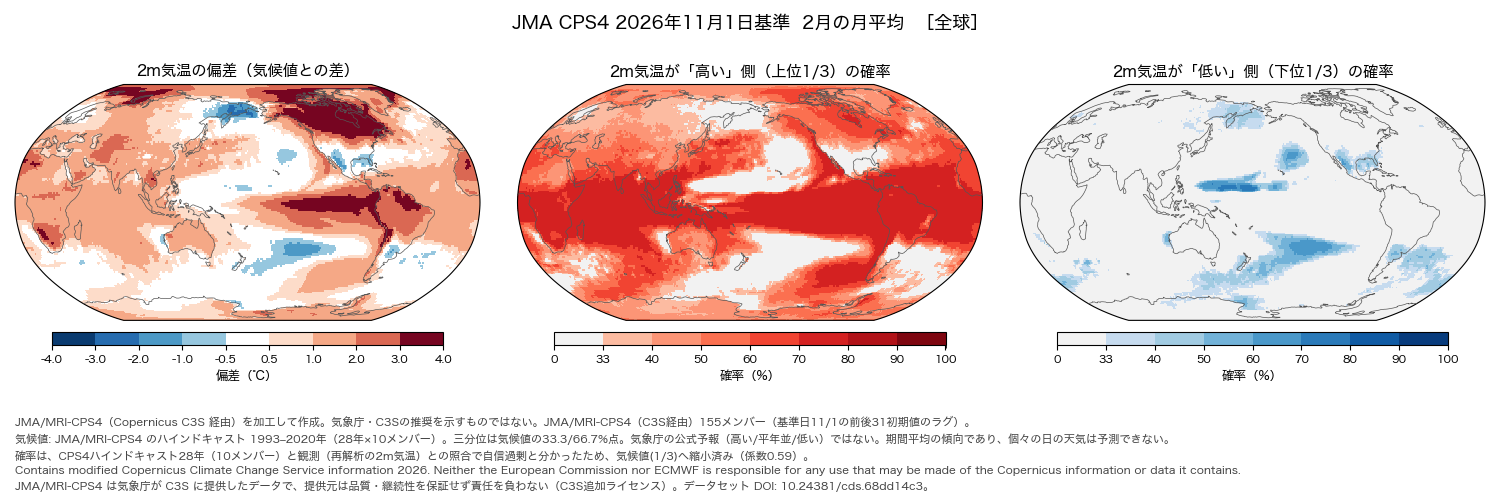 JMA CPS4 2026年11月1日基準 2月の月平均 ［全球］
2m気温の偏差（気候値との差）
2m気温が「高い」側（上位1/3）の確率
2m気温が「低い」側（下位1/3）の確率
-4.0 -3.0 -2.0 -1.0 -0.5 0.5 1.0 2.0 3.0 4.0
偏差（℃）
0 33 40 50 60 70 80 90 100
確率（%）
0 33 40 50 60 70 80 90 100
確率（%）
JMA/MRI-CPS4（Copernicus C3S 経由）を加工して作成。気象庁・C3Sの推奨を示すものではない。JMA/MRI-CPS4（C3S経由）155メンバー（基準日11/1の前後31初期値のラグ）。
気候値: JMA/MRI-CPS4 のハインドキャスト 1993–2020年（28年×10メンバー）。三分位は気候値の33.3/66.7%点。気象庁の公式予報（高い/平年並/低い）ではない。期間平均の傾向であり、個々の日の天気は予測できない。
確率は、CPS4ハインドキャスト28年（10メンバー）と観測（再解析の2m気温）との照合で自信過剰と分かったため、気候値(1/3)へ縮小済み（係数0.59）。
Contains modified Copernicus Climate Change Service information 2026. Neither the European Commission nor ECMWF is responsible for any use that may be made of the Copernicus information or data it contains.
JMA/MRI-CPS4 は気象庁が C3S に提供したデータで、提供元は品質・継続性を保証せず責任を負わない（C3S追加ライセンス）。データセット DOI: 10.24381/cds.68dd14c3。